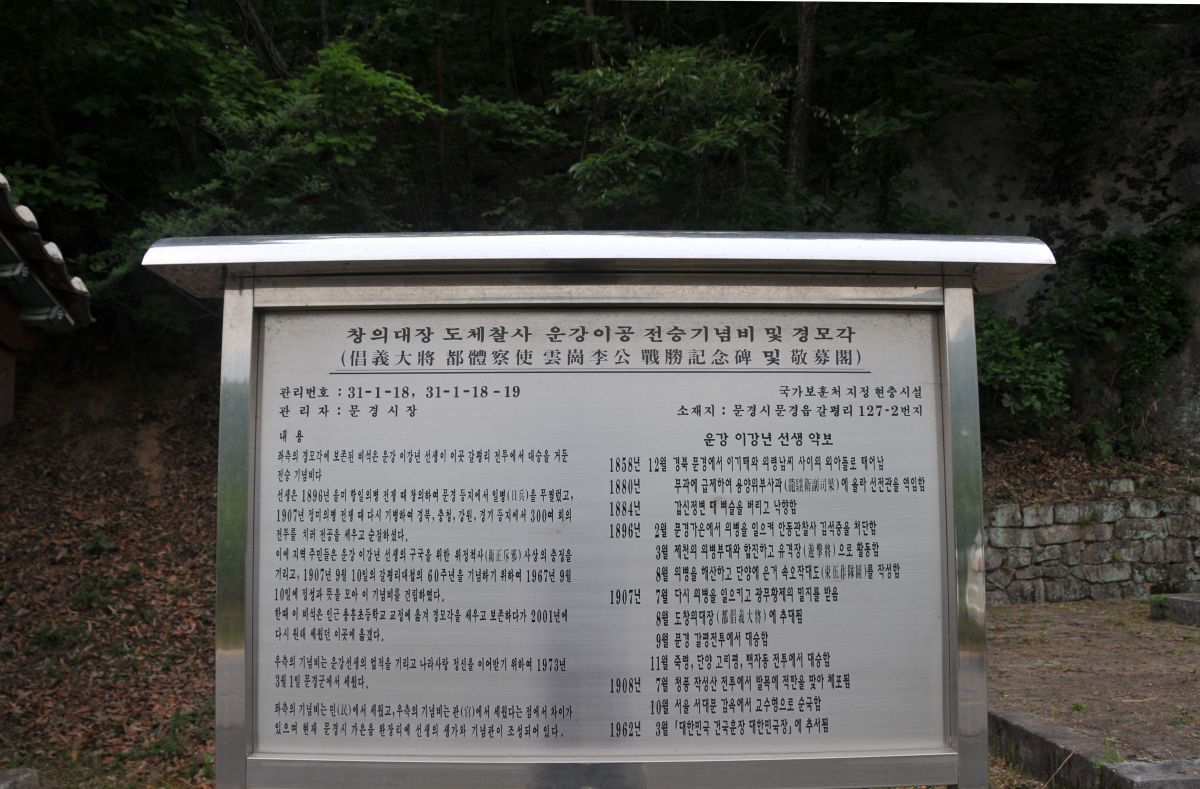 창의대장 도체찰사 운강이공 전승기념비 및 경모각
(倡義大將 都體察使 雲崗李公 戰勝記念碑 및 敬募閣)
관리번호 : 31-1-18, 31-1-18-19
관 리 자 : 문 경 시 장
국가보훈처 지정 현충시설
소재지 : 문경시 문경읍 갈평리 127-2번지
내 용
좌측의 경모각에 보존된 비석은 운강 이강년 선생이 이곳 갈평리 전투에서 대승을 거둔
전승 기념비다
선생은 1896년 을미 항일의병 전쟁 때 창의하여 문경 등지에서 일병(日兵)을 무찔렀고,
1907년 정미의병 전쟁 때 다시 기병하여 경북, 충청, 강원, 경기 등지에서 300여 회의
전투를 치러 전공을 세우고 순절하셨다.
이에 지역 주민들은 운강 이강년 선생의 구국을 위한 위정척사(衛正斥邪) 사상의 충정을
기리고, 1907년 9월 10일의 갈평리대첩의 60주년을 기념하기 위하여 1967년 9월
10일에 정성과 뜻을 모아 이 기념비를 건립하였다.
한때 이 비석은 인근 용흥초등학교 교정에 옮겨 경모각을 세우고 보존하다가 2001년에
다시 원래 세웠던 이곳에 옮겼다.
우측의 기념비는 운강선생의 업적을 기리고 나라사랑 정신을 이어받기 위하여 1973년
3월 1일 문경군에서 세웠다.
좌측의 기념비는 민(民)에서 세웠고, 우측의 기념비는 관(官)에서 세웠다는 점에서 차이가
있으며 현재 문경시 가은읍 완장리에 선생의 생가와 기념관이 조성되어 있다.
운강 이강년 선생 약보
1858년 12월 경북 문경에서 이기태와 의령남씨 사이의 외아들로 태어남
1880년 무과에 급제하여 용양위부사과(龍驤衛副司果)에 올라 선전관을 역임함
1884년 갑신정변 때 벼슬을 버리고 낙향함
1896년 2월 문경가은에서 의병을 일으켜 안동관찰사 김석중을 처단함
3월 제천의 의병부대와 합진하고 유격장(遊擊將)으로 활동함
8월 의병을 해산하고 단양에 은거 속오작대도(束伍作隊圖)를 작성함
1907년 7월 다시 의병을 일으키고 광무황제의 밀지를 받음
8월 도창의대장(都倡義大將)에 추대됨
9월 문경 갈평전투에서 대승함
11월 죽령, 단양 고리평, 백자동 전투에서 대승함
1908년 7월 청풍 작성산 전투에서 발목에 적탄을 맞아 체포됨
10월 서울 서대문 감옥에서 교수형으로 순국함
1962년 3월 「대한민국 건국훈장 대한민국장」에 추서됨